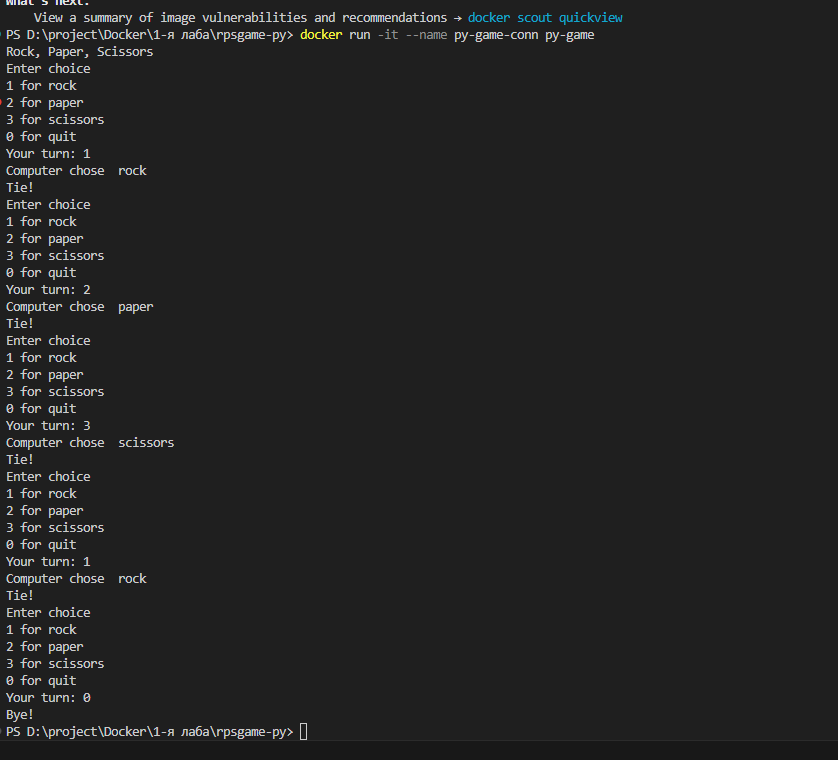 What's next:
View a summary of image vulnerabilities and recommendations → docker scout quickview
PS D:\project\Docker\1-я лаба\rpsgame-py> docker run -it --name py-game-conn py-game
Rock, Paper, Scissors
Enter choice
1 for rock
2 for paper
3 for scissors
0 for quit
Your turn: 1
Computer chose  rock
Tie!
Enter choice
1 for rock
2 for paper
3 for scissors
0 for quit
Your turn: 2
Computer chose  paper
Tie!
Enter choice
1 for rock
2 for paper
3 for scissors
0 for quit
Your turn: 3
Computer chose  scissors
Tie!
Enter choice
1 for rock
2 for paper
3 for scissors
0 for quit
Your turn: 1
Computer chose  rock
Tie!
Enter choice
1 for rock
2 for paper
3 for scissors
0 for quit
Your turn: 0
Bye!
PS D:\project\Docker\1-я лаба\rpsgame-py>